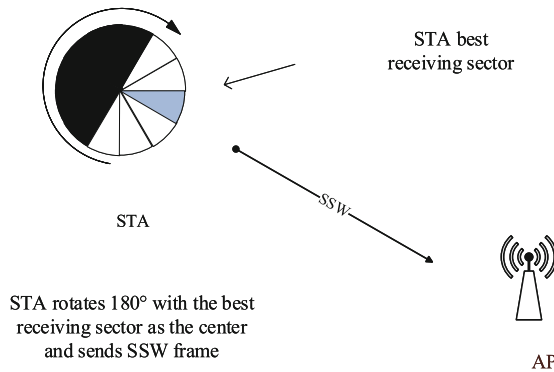 STA best
receiving sector
SSW
STA
STA rotates 180° with the best
receiving sector as the center
and sends SSW frame
AP